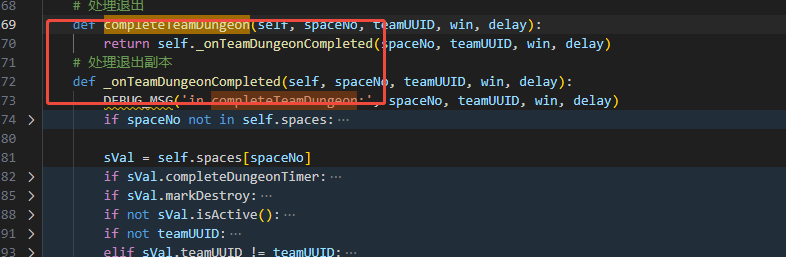 68 # 处理退出
69 def completeTeamDungeon(self, spaceNo, teamUUID, win, delay):
70 return self._onTeamDungeonCompleted(spaceNo, teamUUID, win, delay)
71 # 处理退出副本
72 def _onTeamDungeonCompleted(self, spaceNo, teamUUID, win, delay):
73 DEBUG_MSG('in completeTeamDungeon:', spaceNo, teamUUID, win, delay)
74 > if spaceNo not in self.spaces:…
80
81 sVal = self.spaces[spaceNo]
82 > if sVal.completeDungeonTimer:…
85 > if sVal.markDestroy:…
88 > if not sVal.isActive():…
91 > if not teamUUID:…
93 > elif sVal.teamUUID != teamUUID:…